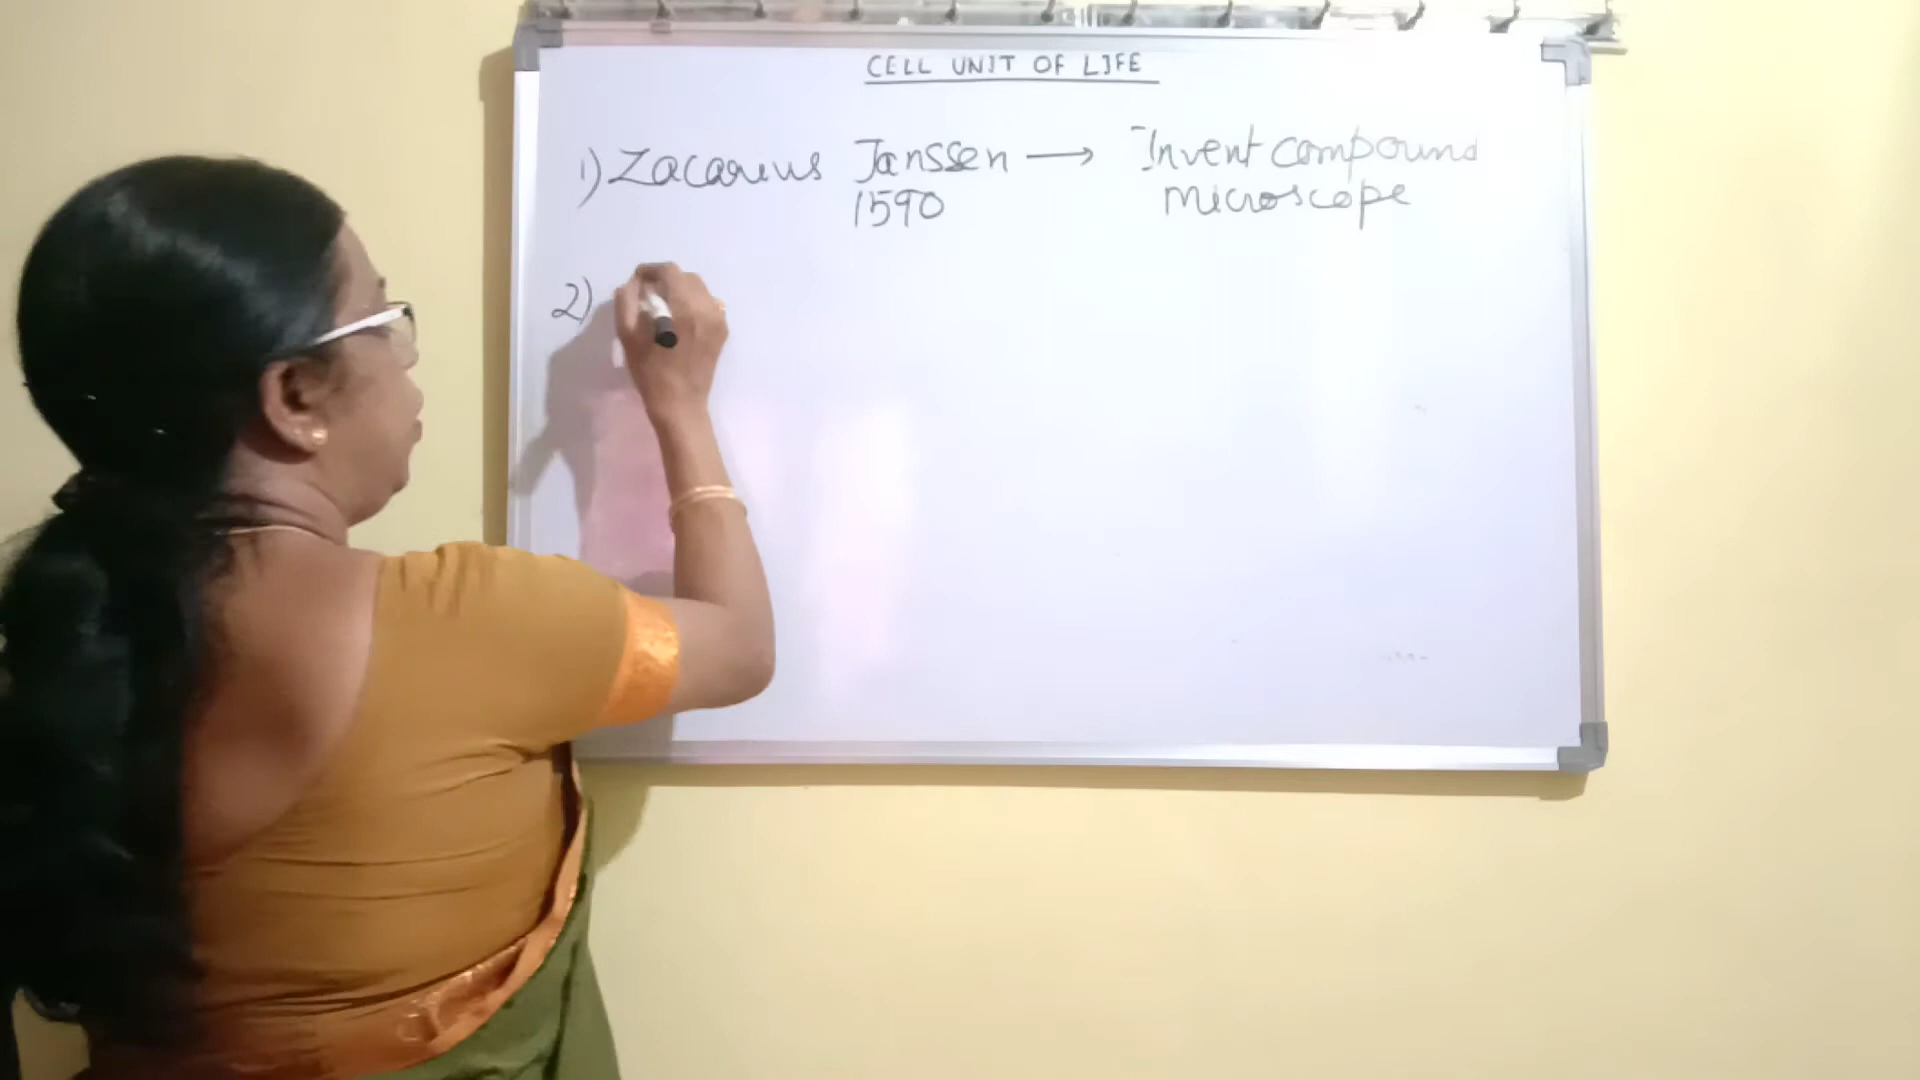 CELL UNIT OF LIFE
1) Zacarius Janssen → Invent compound
1590 microscope
2)